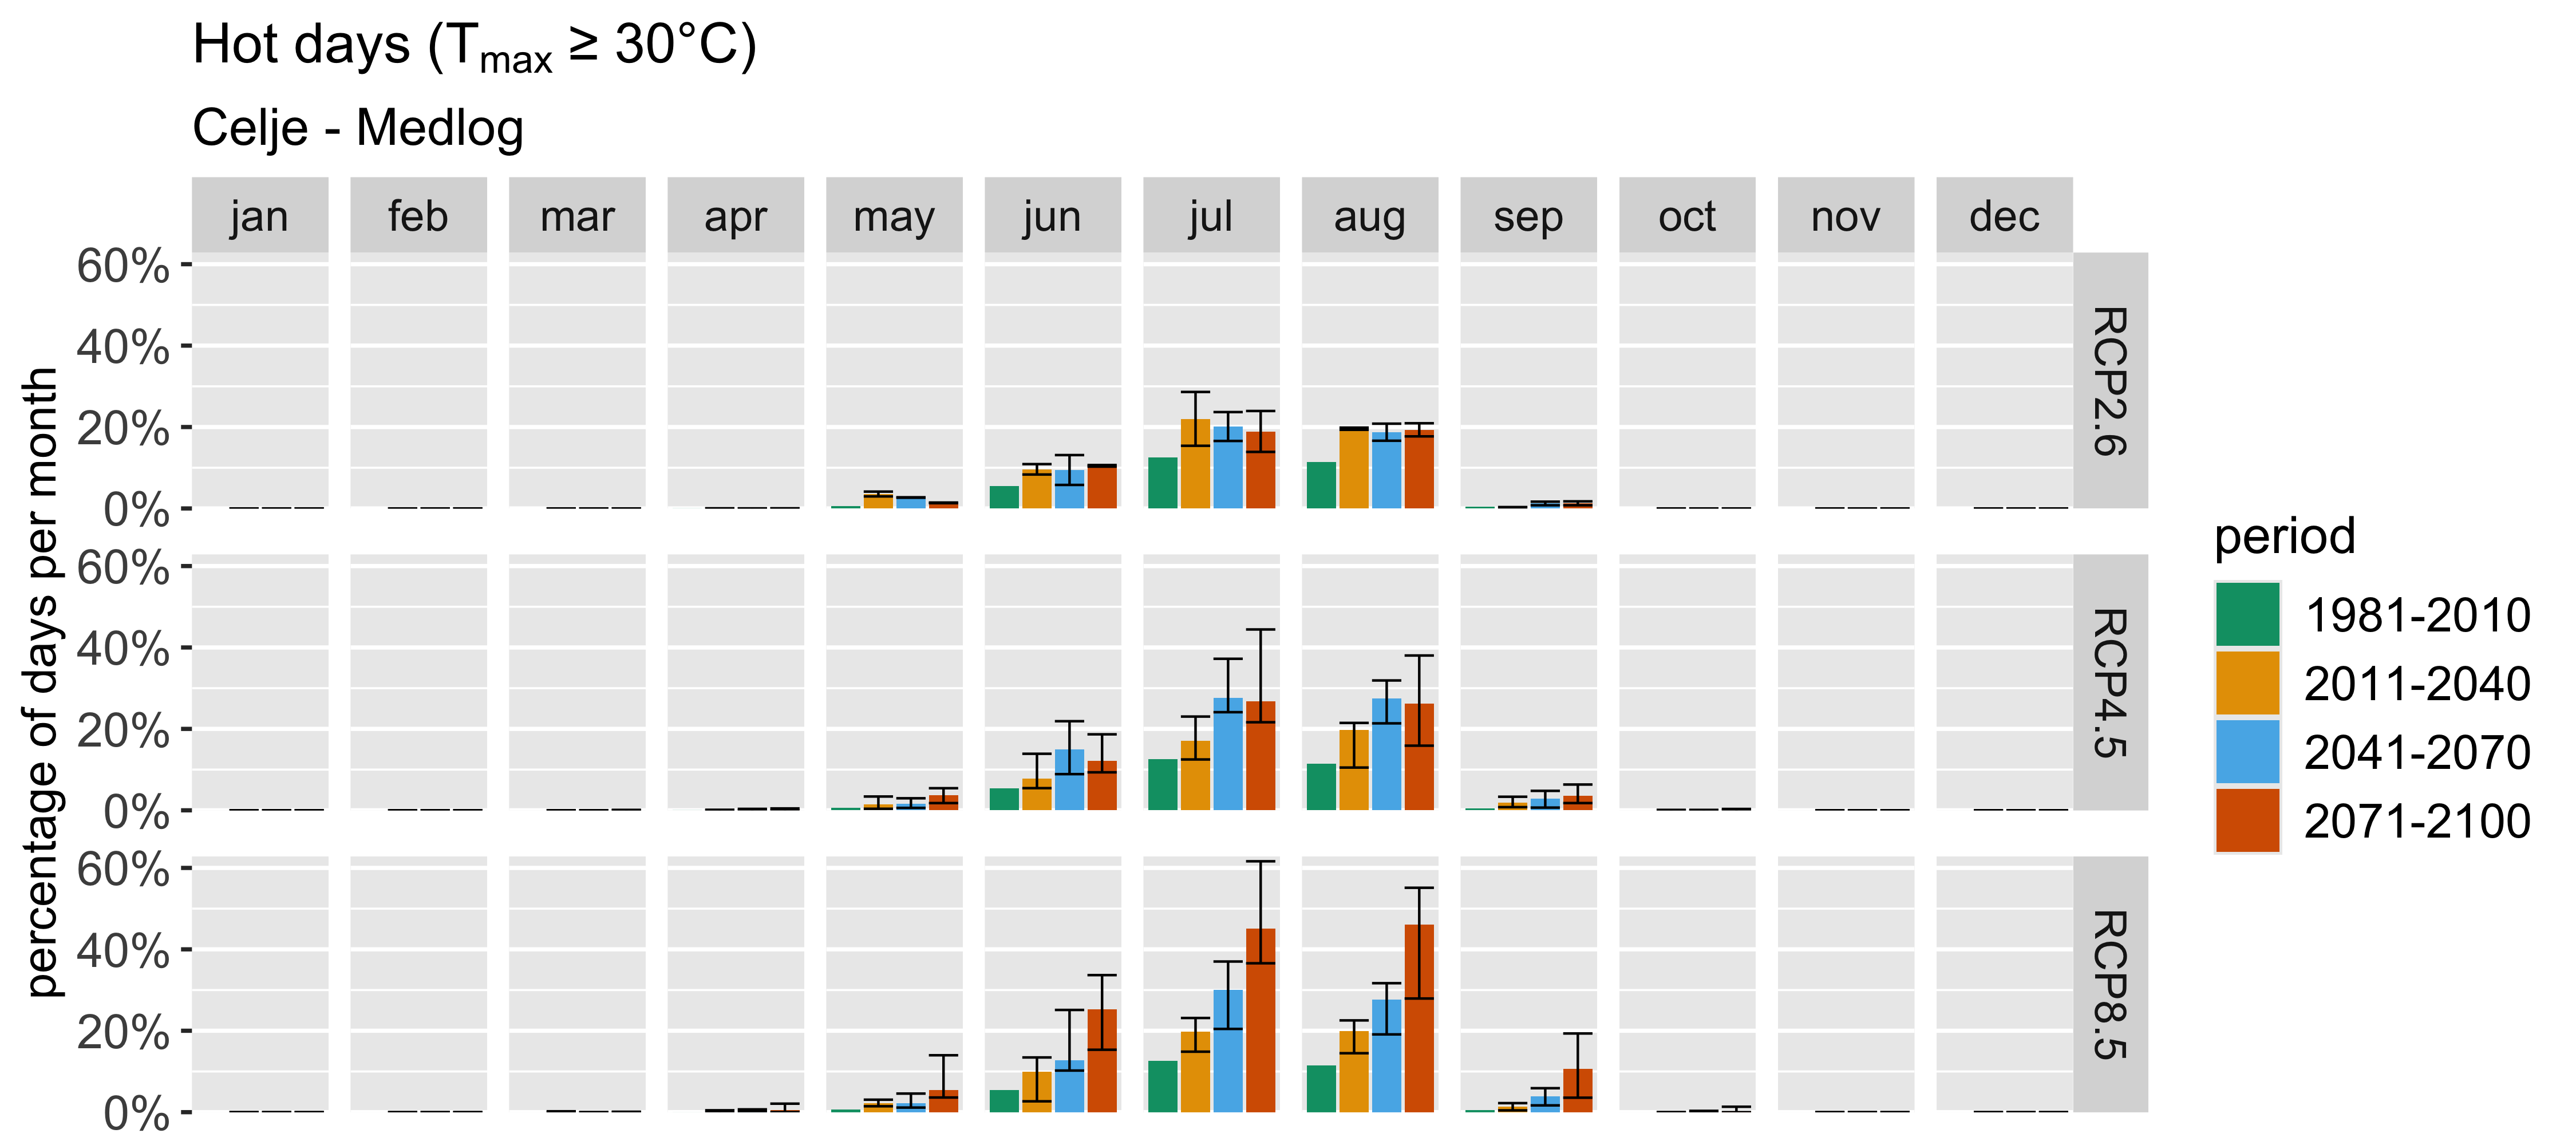 Hot days (Tmax ≥ 30°C)
Celje - Medlog
jan feb mar apr may jun jul aug sep oct nov dec
percentage of days per month
60%
40%
20%
0%
RCP2.6
60%
40%
20%
0%
RCP4.5
60%
40%
20%
0%
RCP8.5
period
1981-2010
2011-2040
2041-2070
2071-2100